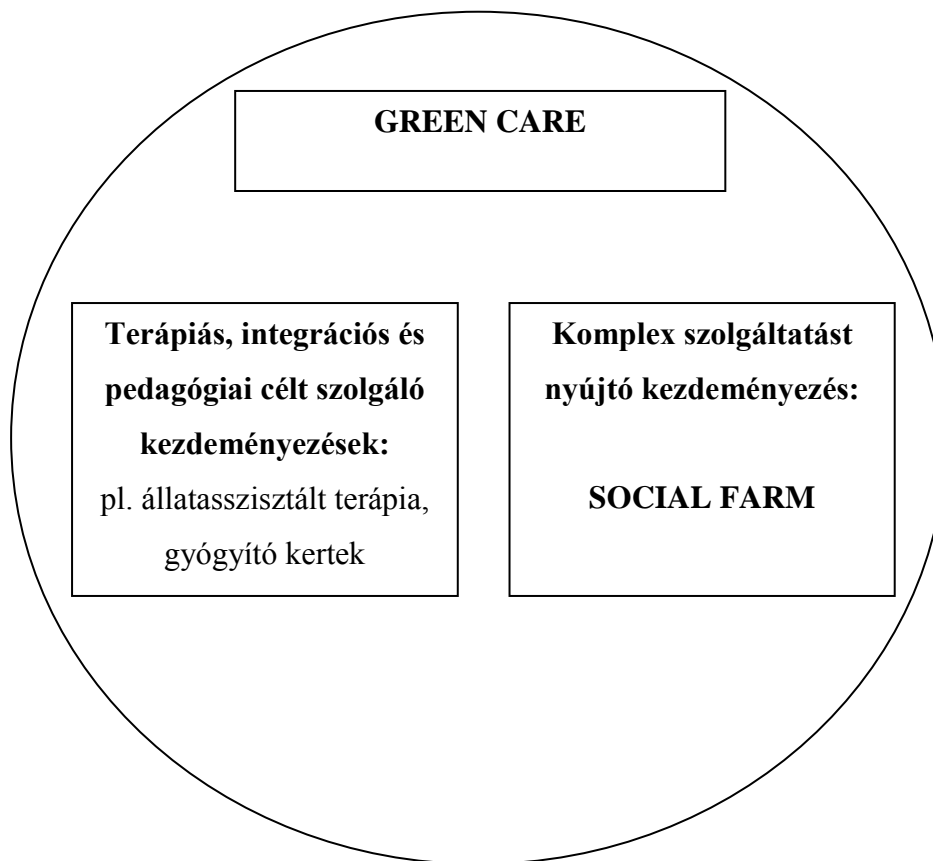 GREEN CARE
Terápiás, integrációs és
pedagógiai célt szolgáló
kezdeményezések:
pl. állatasszisztált terápia,
gyógyító kertek
Komplex szolgáltatást
nyújtó kezdeményezés:
SOCIAL FARM